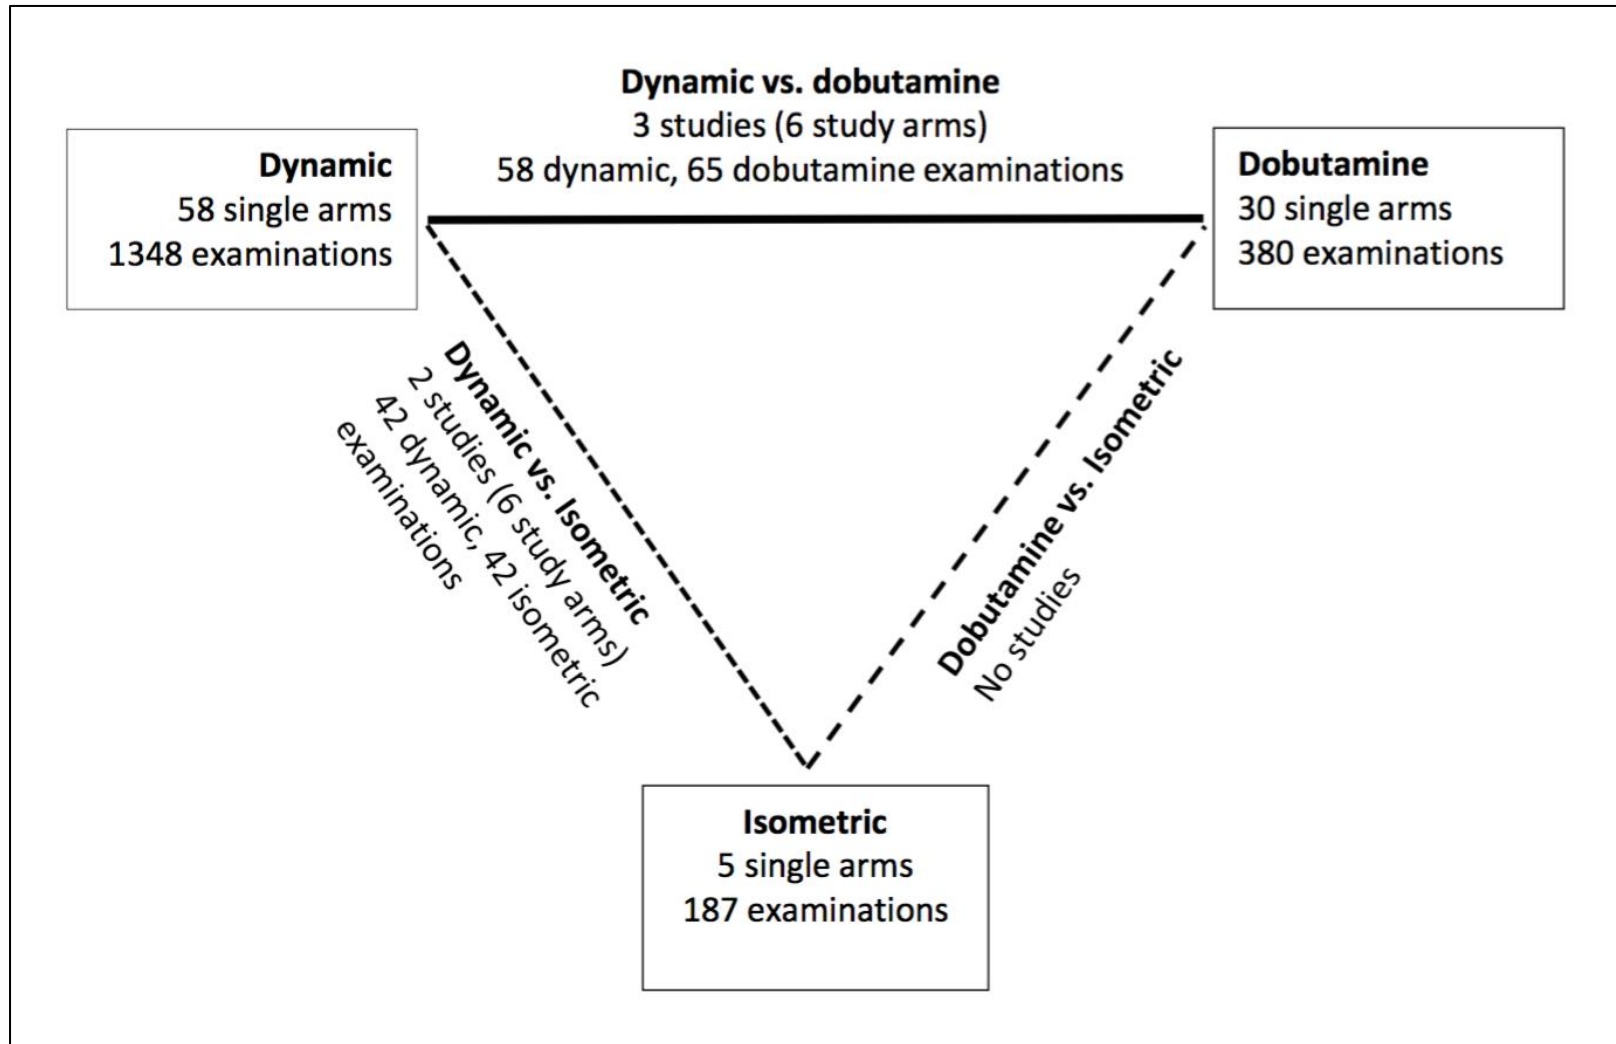 Dynamic vs. dobutamine
3 studies (6 study arms)
58 dynamic, 65 dobutamine examinations
Dynamic
58 single arms
1348 examinations
Dobutamine
30 single arms
380 examinations
Dynamic vs. Isometric
2 studies (6 study arms)
42 dynamic, 42 isometric
examinations
Dobutamine vs. Isometric
No studies
Isometric
5 single arms
187 examinations